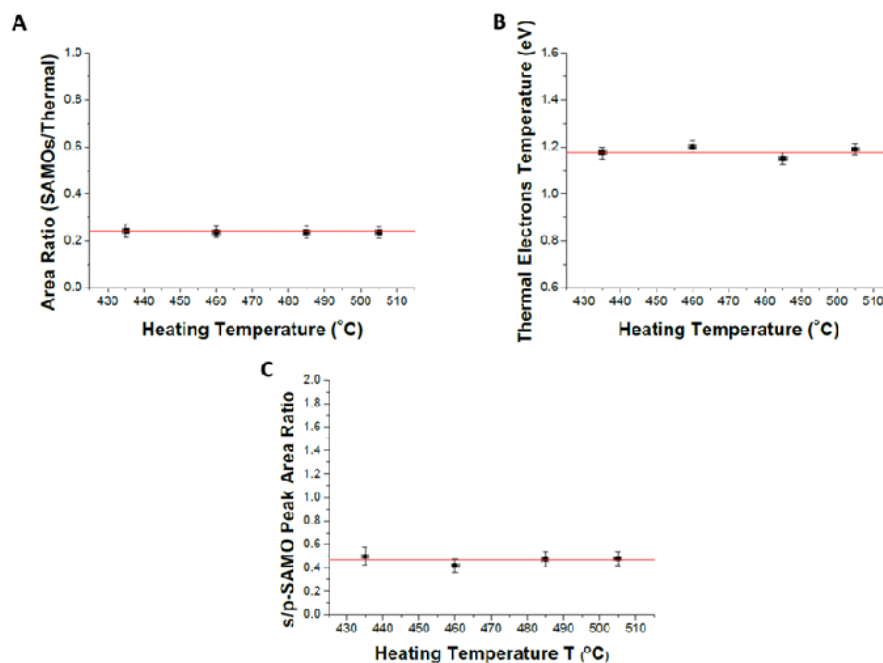 A
Area Ratio (SAMOs/Thermal)
1.0
0.8
0.6
0.4
0.2
0.0
430 440 450 460 470 480 490 500 510
Heating Temperature (°C)
B
Thermal Electrons Temperature (eV)
1.6
1.4
1.2
1.0
0.8
0.6
430 440 450 460 470 480 490 500 510
Heating Temperature (°C)
C
s/p-SAMO Peak Area Ratio
2.0
1.8
1.6
1.4
1.2
1.0
0.8
0.6
0.4
0.2
0.0
430 440 450 460 470 480 490 500 510
Heating Temperature T (°C)